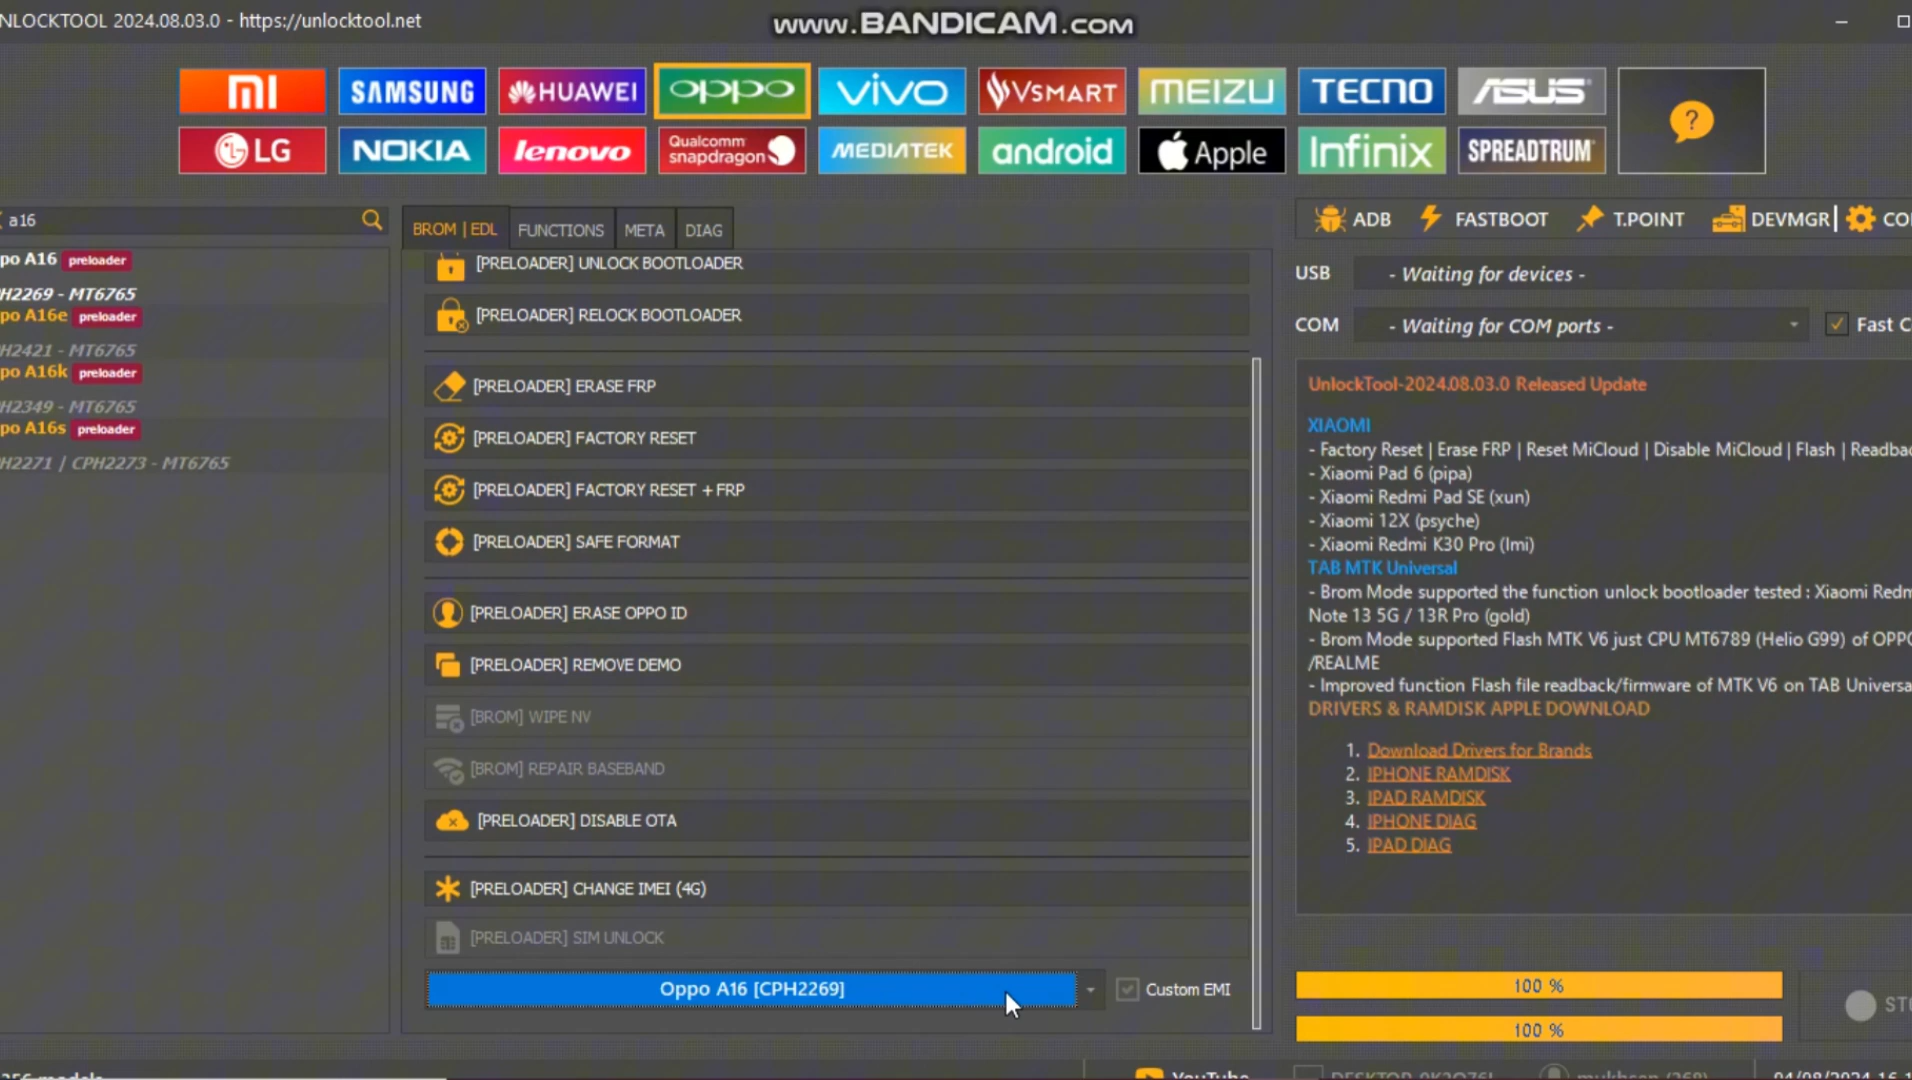 NLOCKTOOL 2024.08.03.0 - https://unlocktool.net
www.BANDICAM.com
MI SAMSUNG HUAWEI oppo vivo VSMART MEIZU TECNO ASUS
LG NOKIA lenovo Qualcomm snapdragon MEDIATEK android Apple Infinix SPREADTRUM
?
a16
po A16 preloader
H2269 - MT6765
po A16e preloader
H2421 - MT6765
po A16k preloader
H2349 - MT6765
po A16s preloader
H2271 | CPH2273 - MT6765
BROM | EDL FUNCTIONS META DIAG
[PRELOADER] UNLOCK BOOTLOADER
[PRELOADER] RELOCK BOOTLOADER
[PRELOADER] ERASE FRP
[PRELOADER] FACTORY RESET
[PRELOADER] FACTORY RESET + FRP
[PRELOADER] SAFE FORMAT
[PRELOADER] ERASE OPPO ID
[PRELOADER] REMOVE DEMO
[BROM] WIPE NV
[BROM] REPAIR BASEBAND
[PRELOADER] DISABLE OTA
[PRELOADER] CHANGE IMEI (4G)
[PRELOADER] SIM UNLOCK
Oppo A16 [CPH2269]
Custom EMI
ADB FASTBOOT T.POINT DEVMGR CO
USB - Waiting for devices -
COM - Waiting for COM ports - Fast C
UnlockTool-2024.08.03.0 Released Update
XIAOMI
- Factory Reset | Erase FRP | Reset MiCloud | Disable MiCloud | Flash | Readbac
- Xiaomi Pad 6 (pipa)
- Xiaomi Redmi Pad SE (xun)
- Xiaomi 12X (psyche)
- Xiaomi Redmi K30 Pro (lmi)
TAB MTK Universal
- Brom Mode supported the function unlock bootloader tested : Xiaomi Redm
Note 13 5G / 13R Pro (gold)
- Brom Mode supported Flash MTK V6 just CPU MT6789 (Helio G99) of OPPO
/REALME
- Improved function Flash file readback/firmware of MTK V6 on TAB Universa
DRIVERS & RAMDISK APPLE DOWNLOAD
1. Download Drivers for Brands
2. IPHONE RAMDISK
3. IPAD RAMDISK
4. IPHONE DIAG
5. IPAD DIAG
100 %
100 %
STO
models
YouTube